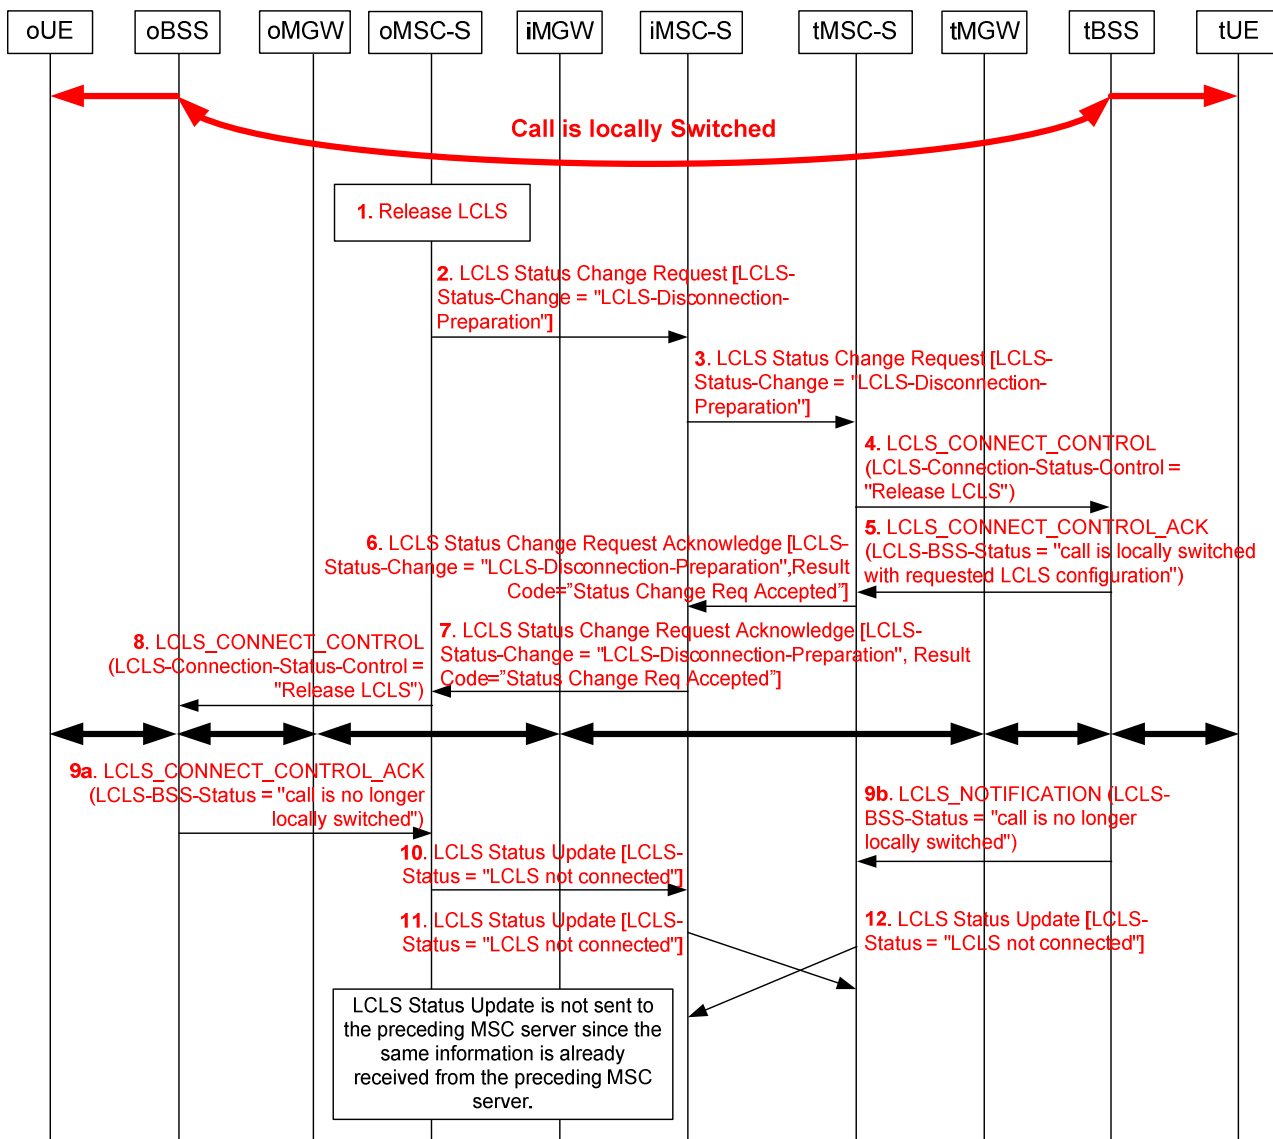 oUE
oBSS
oMGW
oMSC-S
iMGW
iMSC-S
tMSC-S
tMGW
tBSS
tUE
Call is locally Switched
1. Release LCLS
2. LCLS Status Change Request [LCLS-
Status-Change = "LCLS-Disconnection-
Preparation"]
3. LCLS Status Change Request [LCLS-
Status-Change = "LCLS-Disconnection-
Preparation"]
4. LCLS_CONNECT_CONTROL
(LCLS-Connection-Status-Control =
"Release LCLS")
5. LCLS_CONNECT_CONTROL_ACK
(LCLS-BSS-Status = "call is locally switched
with requested LCLS configuration")
6. LCLS Status Change Request Acknowledge [LCLS-
Status-Change = "LCLS-Disconnection-Preparation",Result
Code=”Status Change Req Accepted”]
7. LCLS Status Change Request Acknowledge [LCLS-
Status-Change = "LCLS-Disconnection-Preparation", Result
Code=”Status Change Req Accepted”]
8. LCLS_CONNECT_CONTROL
(LCLS-Connection-Status-Control =
"Release LCLS")
9a. LCLS_CONNECT_CONTROL_ACK
(LCLS-BSS-Status = "call is no longer
locally switched")
9b. LCLS_NOTIFICATION (LCLS-
BSS-Status = "call is no longer
locally switched")
10. LCLS Status Update [LCLS-
Status = "LCLS not connected"]
11. LCLS Status Update [LCLS-
Status = "LCLS not connected"]
12. LCLS Status Update [LCLS-
Status = "LCLS not connected"]
LCLS Status Update is not sent to
the preceding MSC server since the
same information is already
received from the preceding MSC
server.